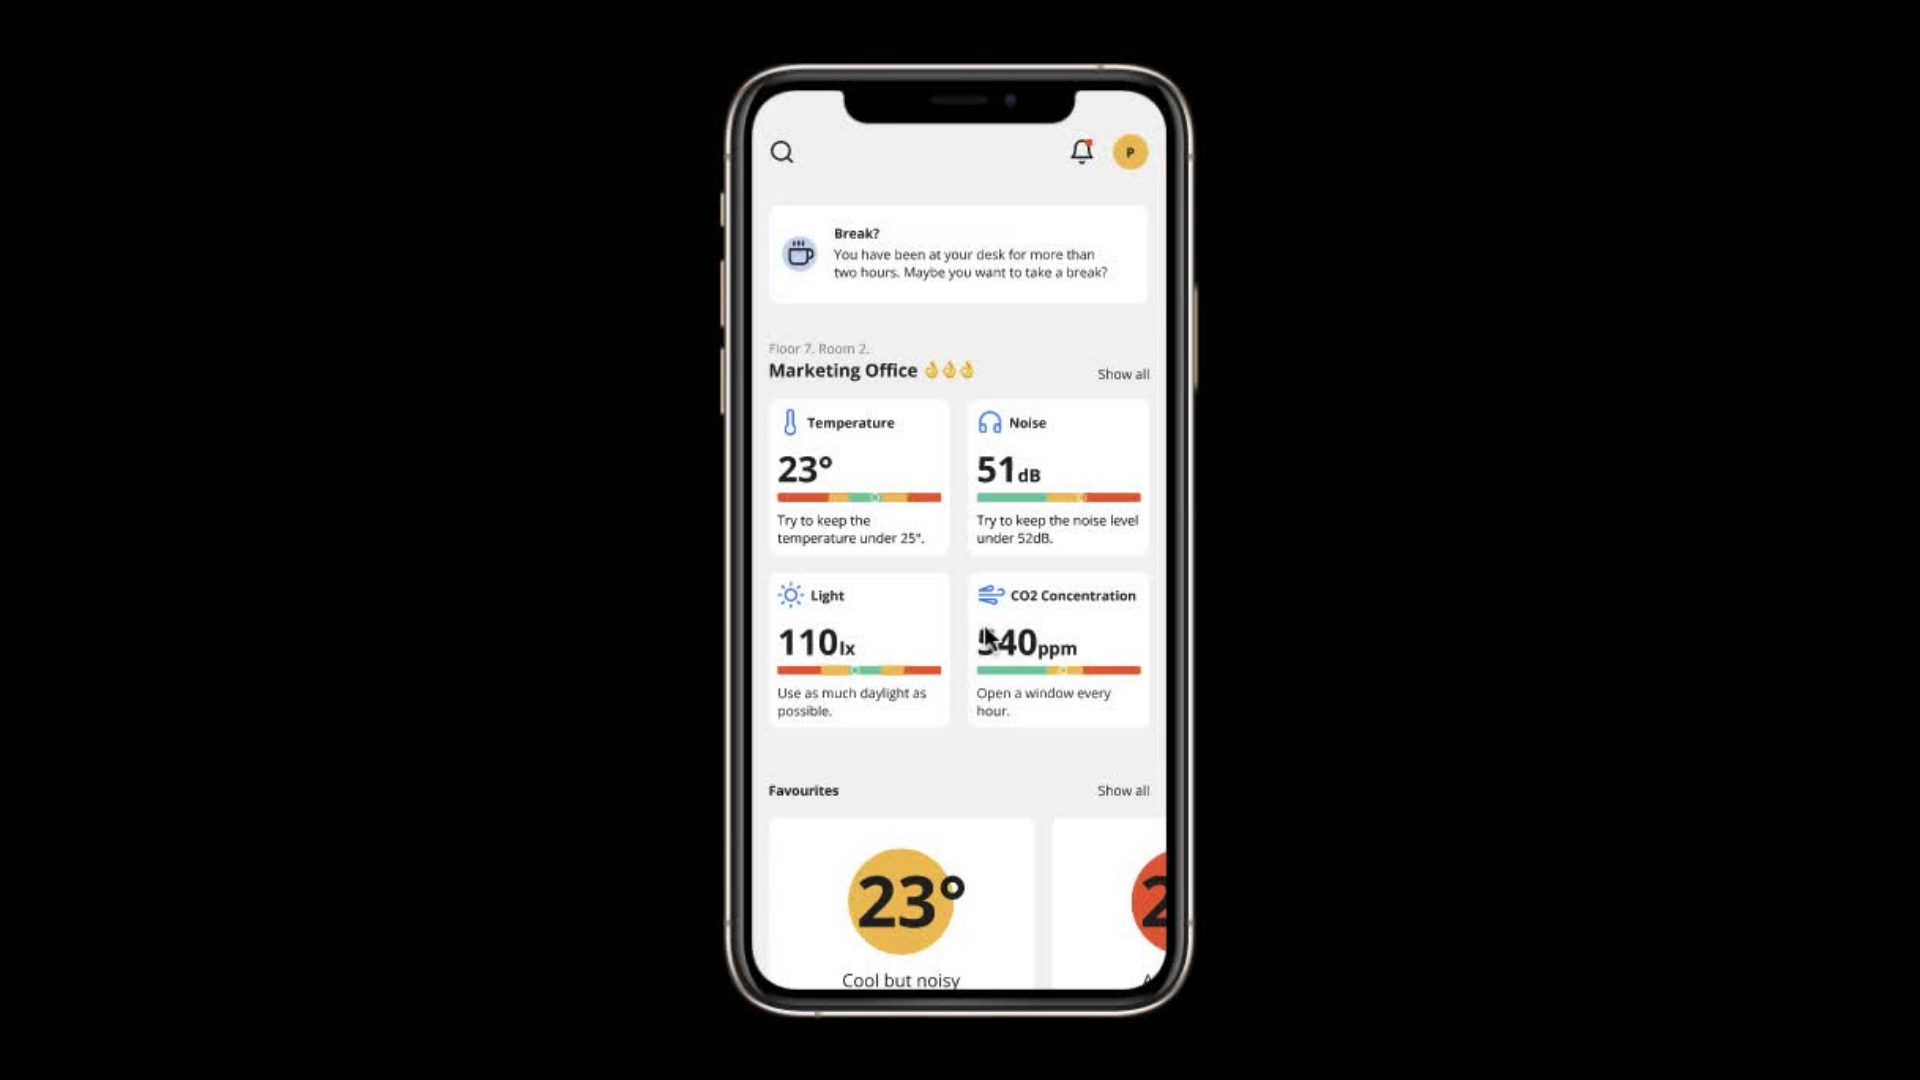 P
Break?
You have been at your desk for more than
two hours. Maybe you want to take a break?
Floor 7. Room 2.
Marketing Office 👌👌👌
Show all
Temperature
23°
Try to keep the
temperature under 25°.
Noise
51dB
Try to keep the noise level
under 52dB.
Light
110lx
Use as much daylight as
possible.
CO2 Concentration
540ppm
Open a window every
hour.
Favourites
Show all
23°
Cool but noisy
2